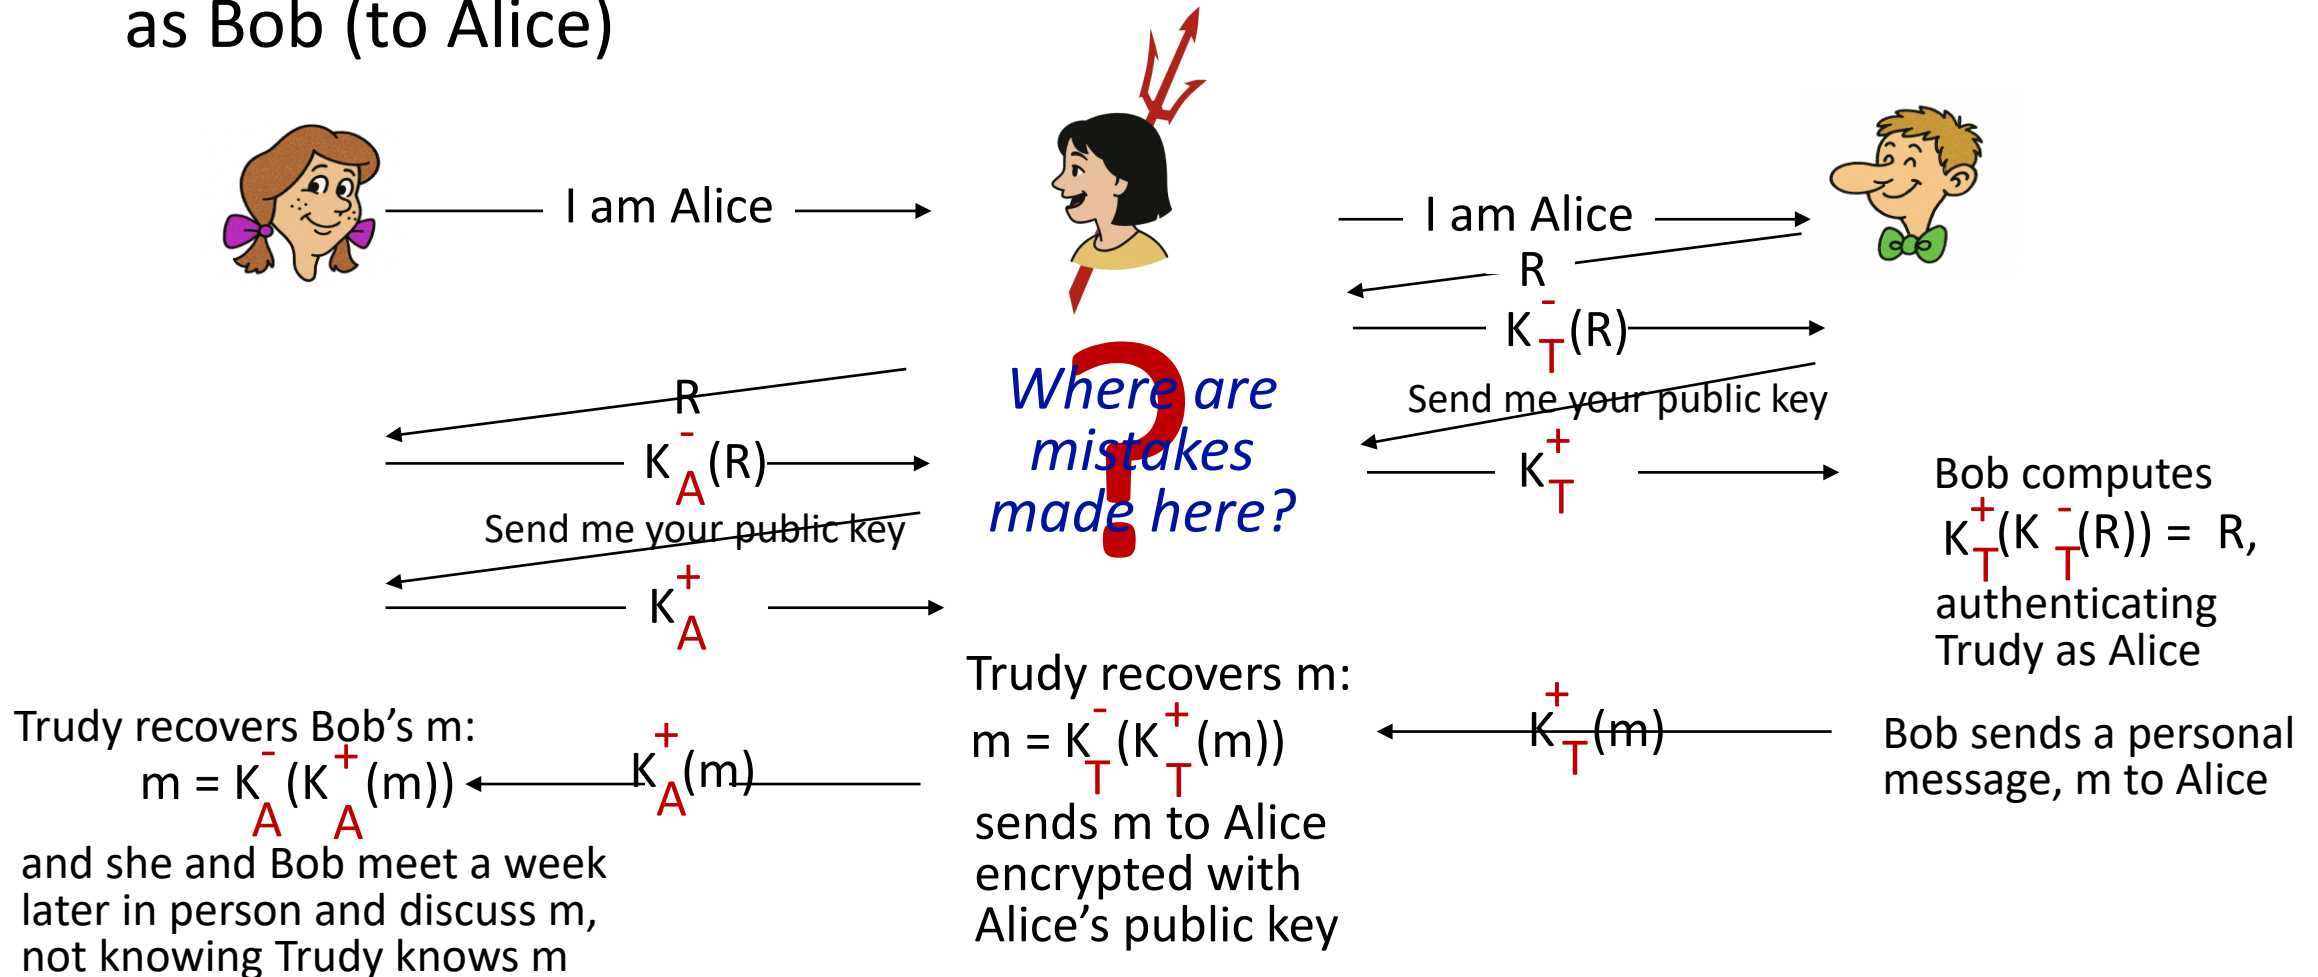 as Bob (to Alice)
I am Alice
I am Alice
R
K⁻T(R)
Send me your public key
K⁺T
R
K⁻A(R)
Send me your public key
K⁺A
Where are
mistakes
made here?
?
Bob computes
K⁺T(K⁻T(R)) = R,
authenticating
Trudy as Alice
Bob sends a personal
message, m to Alice
K⁺T(m)
Trudy recovers m:
m = K⁻T(K⁺T(m))
sends m to Alice
encrypted with
Alice’s public key
K⁺A(m)
Trudy recovers Bob’s m:
m = K⁻A(K⁺A(m))
and she and Bob meet a week
later in person and discuss m,
not knowing Trudy knows m